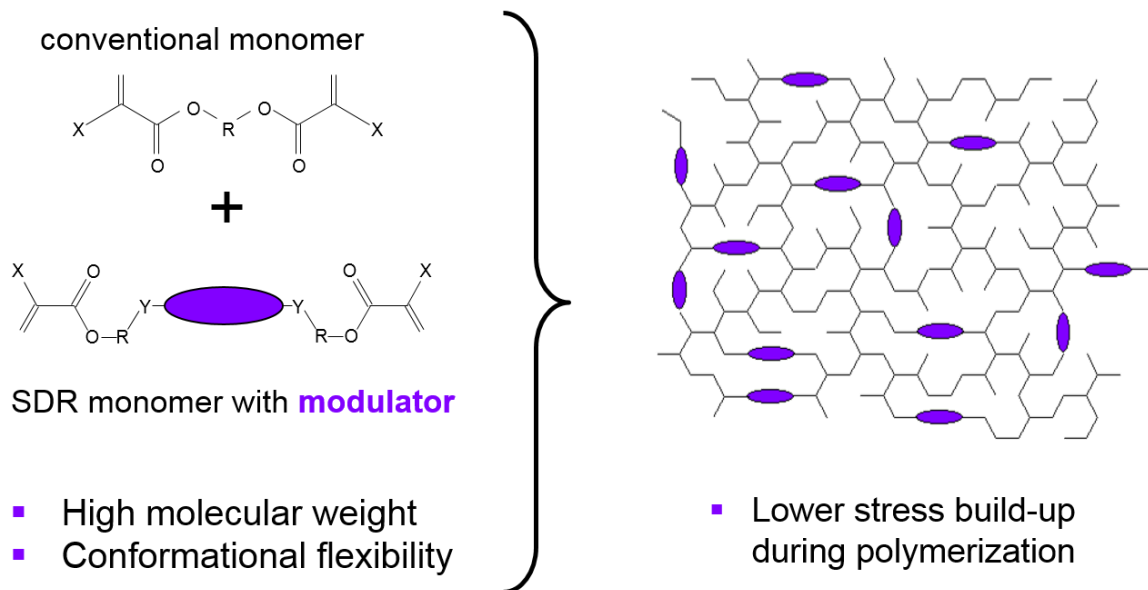 conventional monomer
X O O R O O X
+
X O O R Y Y R O O X
SDR monomer with modulator
▪ High molecular weight
▪ Conformational flexibility
▪ Lower stress build-up
during polymerization